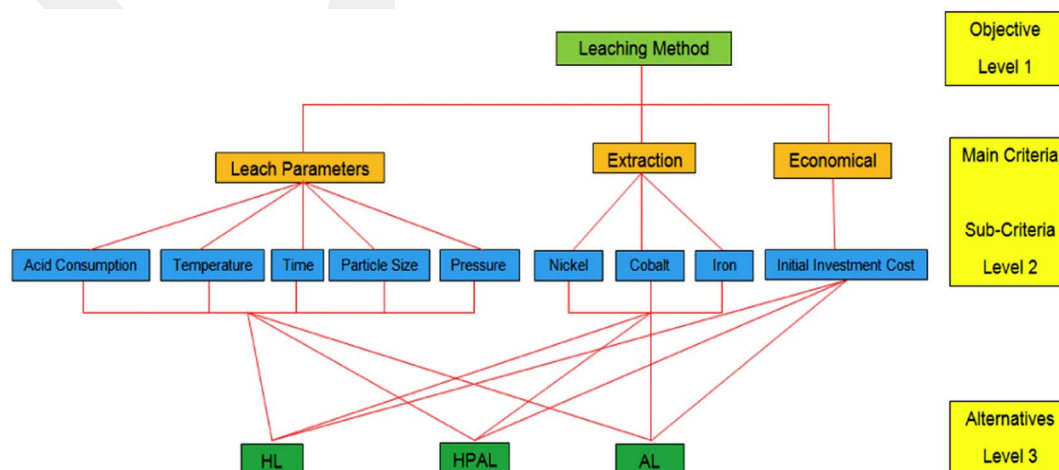 Leaching Method
Objective
Level 1
Leach Parameters
Extraction
Economical
Main Criteria
Sub-Criteria
Level 2
Acid Consumption
Temperature
Time
Particle Size
Pressure
Nickel
Cobalt
Iron
Initial Investment Cost
HL
HPAL
AL
Alternatives
Level 3